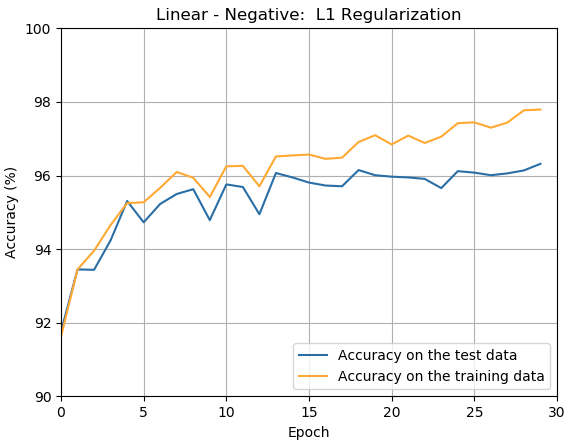 Linear - Negative:  L1 Regularization
100
98
96
94
92
90
Accuracy (%)
Accuracy on the test data
Accuracy on the training data
0
5
10
15
20
25
30
Epoch